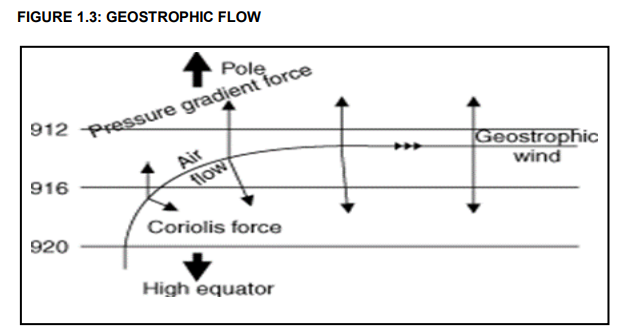 FIGURE 1.3: GEOSTROPHIC FLOW
Pole
Pressure gradient force
912
Geostrophic
wind
Air
flow
916
Coriolis force
920
High equator